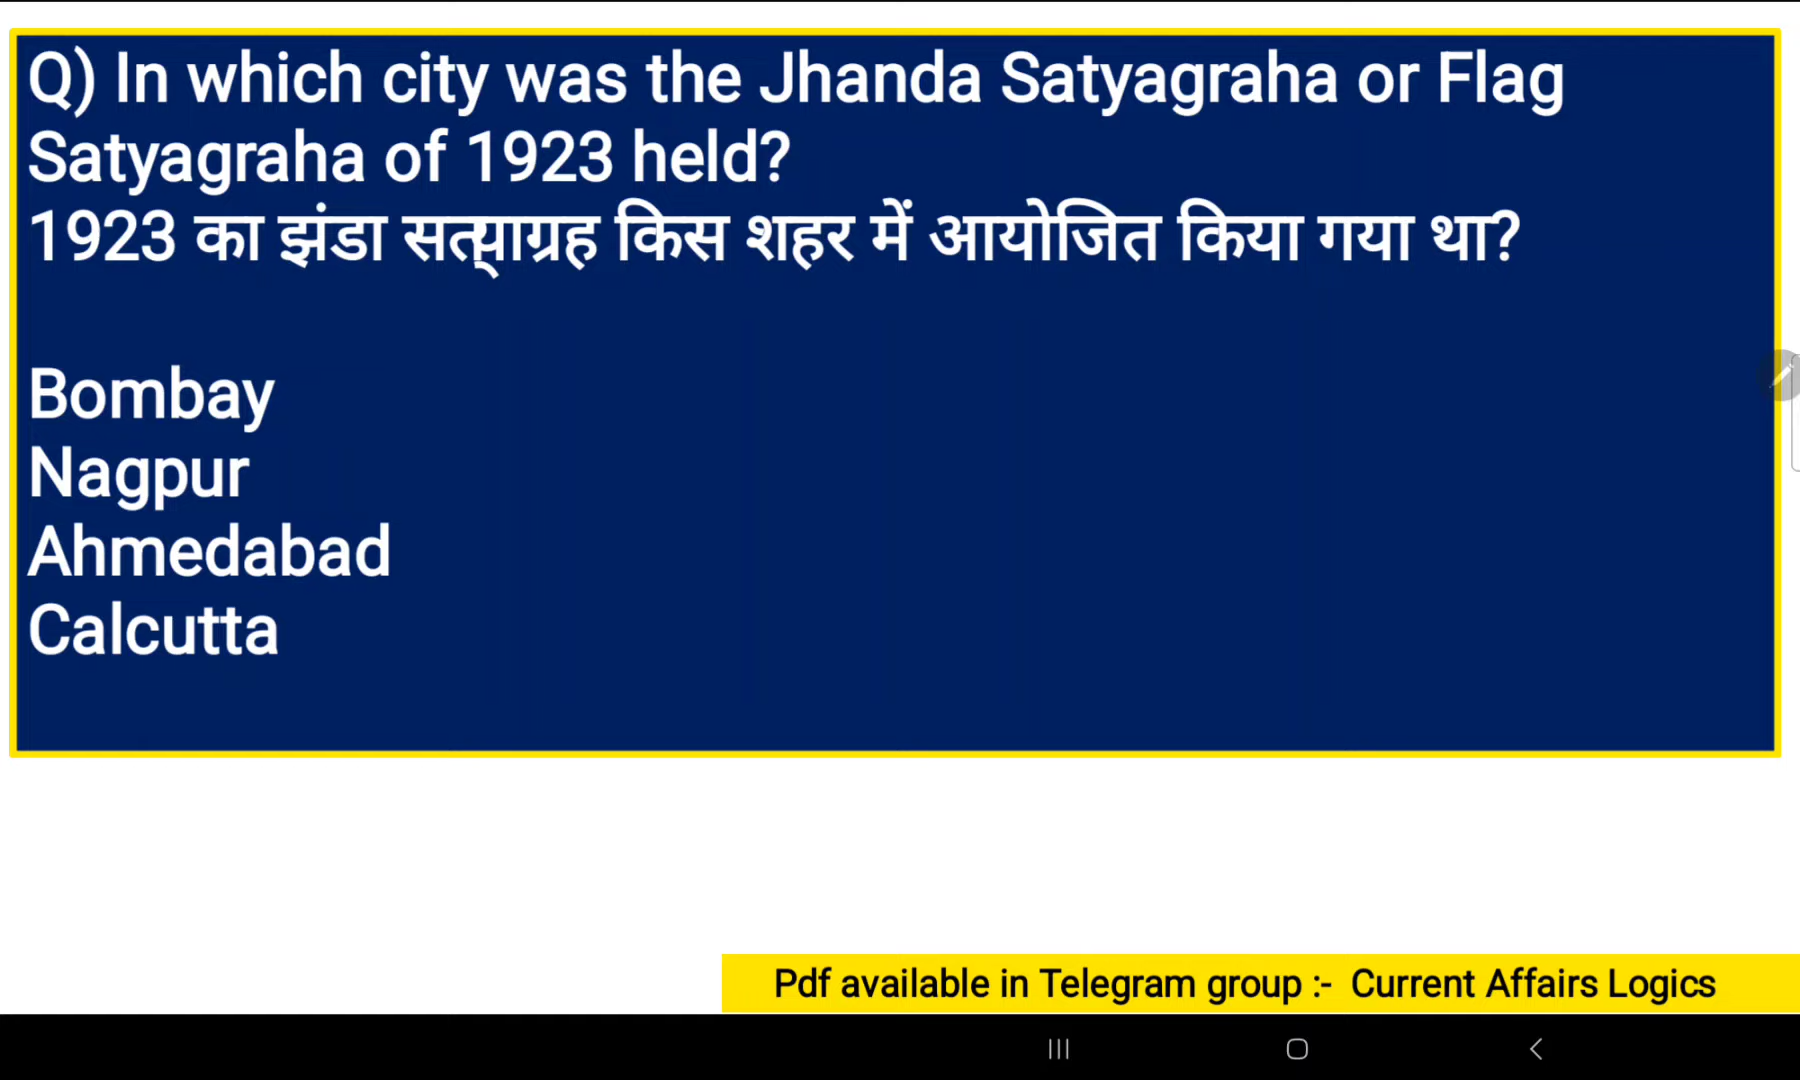 Q) In which city was the Jhanda Satyagraha or Flag
Satyagraha of 1923 held?
1923 का झंडा सत्याग्रह किस शहर में आयोजित किया गया था?
Bombay
Nagpur
Ahmedabad
Calcutta
Pdf available in Telegram group :- Current Affairs Logics